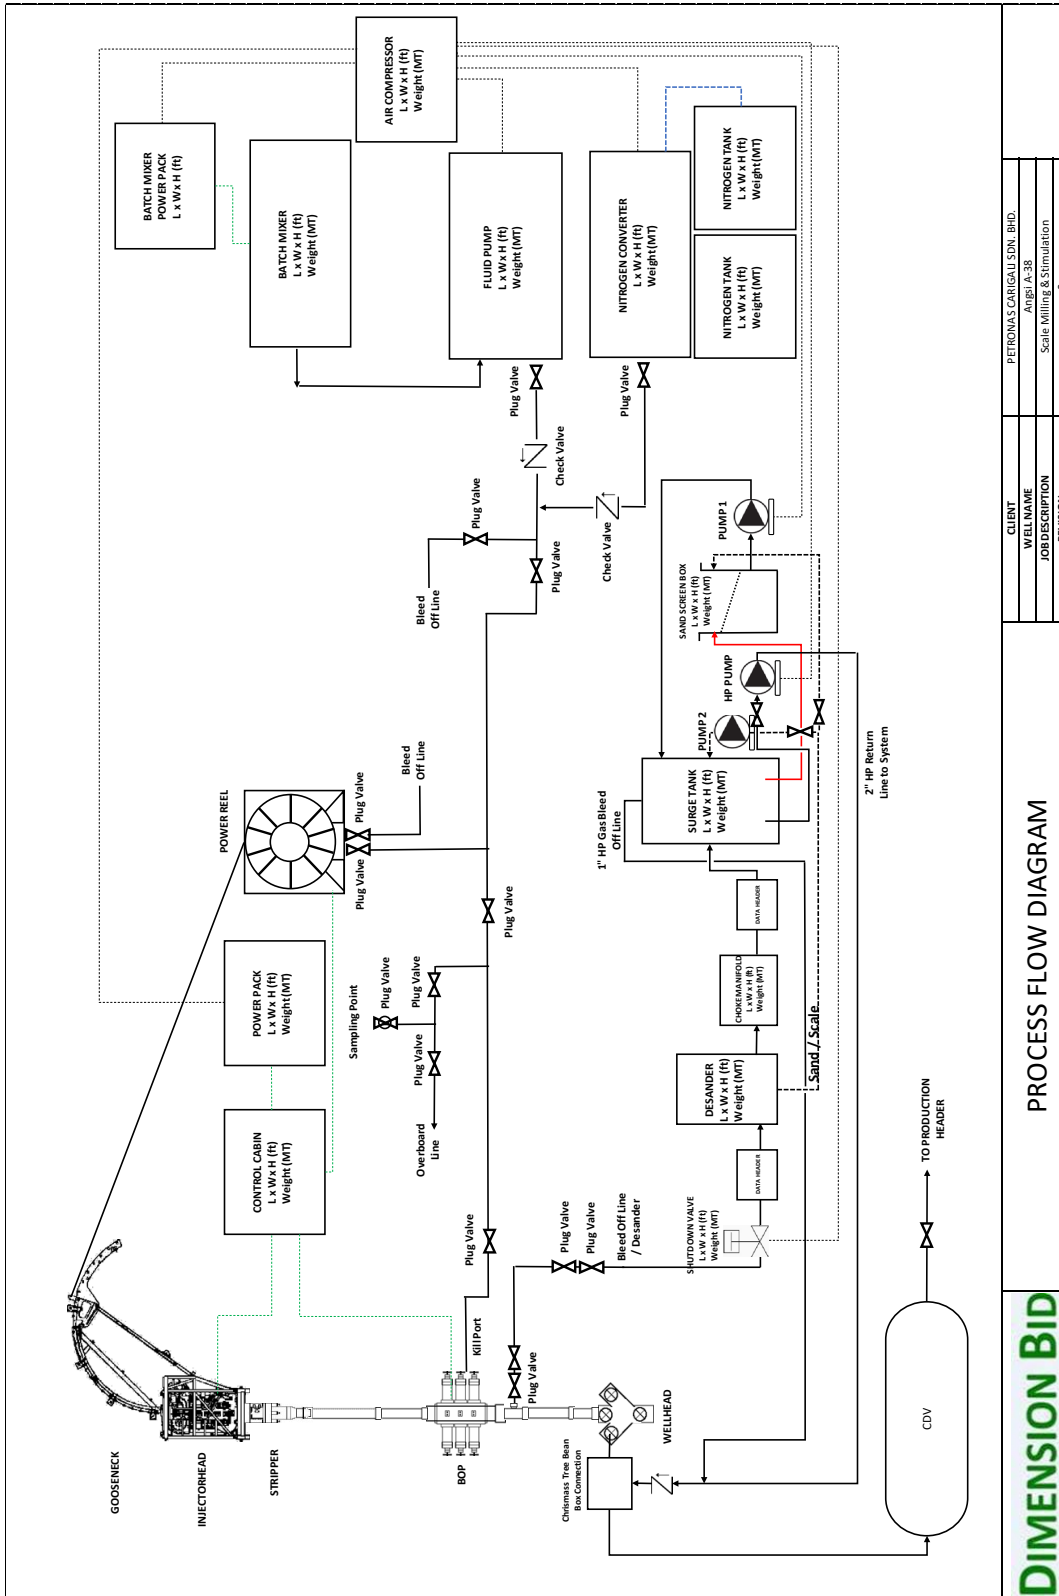 GOOSENECK
INJECTORHEAD
STRIPPER
BOP
Kill Port
Plug Valve
WELLHEAD
Chrismass Tree Bean
Box Connection
CONTROL CABIN
L x W x H (ft)
Weight (MT)
POWER PACK
L x W x H (ft)
Weight (MT)
POWER REEL
Plug Valve
Plug Valve
Bleed
Off Line
Sampling Point
Plug Valve
Plug Valve
Plug Valve
Overboard
Line
Plug Valve
Plug Valve
BATCH MIXER
POWER PACK
L x W x H (ft)
BATCH MIXER
L x W x H (ft)
Weight (MT)
AIR COMPRESSOR
L x W x H (ft)
Weight (MT)
FLUID PUMP
L x W x H (ft)
Weight (MT)
NITROGEN CONVERTER
L x W x H (ft)
Weight (MT)
NITROGEN TANK
L x W x H (ft)
Weight (MT)
NITROGEN TANK
L x W x H (ft)
Weight (MT)
Plug Valve
Plug Valve
Check Valve
Check Valve
Plug Valve
Plug Valve
Bleed
Off Line
Plug Valve
Plug Valve
Bleed Off Line
/ Desander
SHUTDOWN VALVE
L x W x H (ft)
Weight (MT)
DATA HEADER
DESANDER
L x W x H (ft)
Weight (MT)
CHOKE MANIFOLD
L x W x H (ft)
Weight (MT)
DATA HEADER
SURGE TANK
L x W x H (ft)
Weight (MT)
1" HP Gas Bleed
Off Line
PUMP 2
HP PUMP
SAND SCREEN BOX
L x W x H (ft)
Weight (MT)
PUMP 1
Sand / Scale
2" HP Return
Line to System
CDV
TO PRODUCTION
HEADER
DIMENSION BID
PROCESS FLOW DIAGRAM
CLIENT
PETRONAS CARIGALI SDN. BHD.
WELL NAME
Angsi A-38
JOB DESCRIPTION
Scale Milling & Stimulation